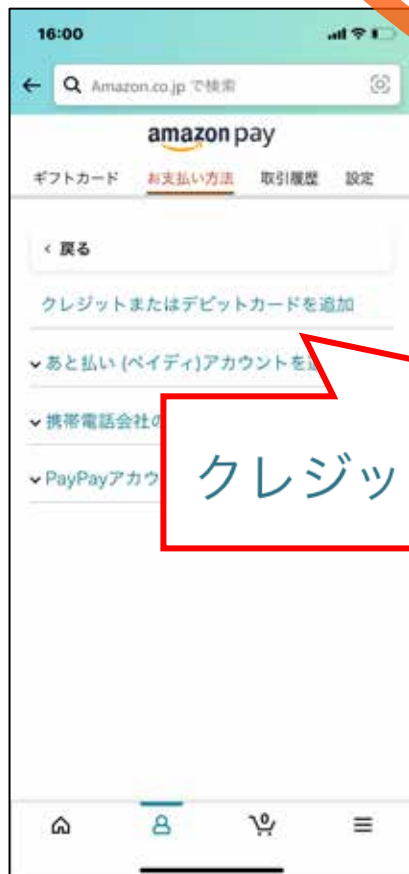 16:00
Amazon.co.jp で検索
amazon pay
ギフトカード お支払い方法 取引履歴 設定
戻る
クレジットまたはデビットカードを追加
あと払い (ペイディ)アカウントを
携帯電話会社の
PayPayアカウ
クレジッ
0